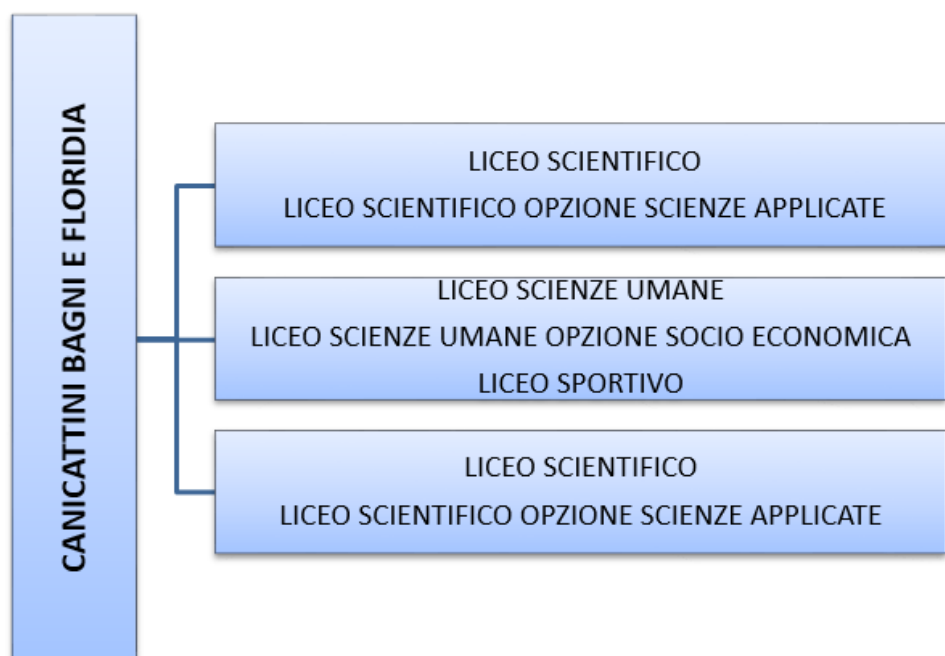 CANICATTINI BAGNI E FLORIDIA
LICEO SCIENTIFICO
LICEO SCIENTIFICO OPZIONE SCIENZE APPLICATE
LICEO SCIENZE UMANE
LICEO SCIENZE UMANE OPZIONE SOCIO ECONOMICA
LICEO SPORTIVO
LICEO SCIENTIFICO
LICEO SCIENTIFICO OPZIONE SCIENZE APPLICATE